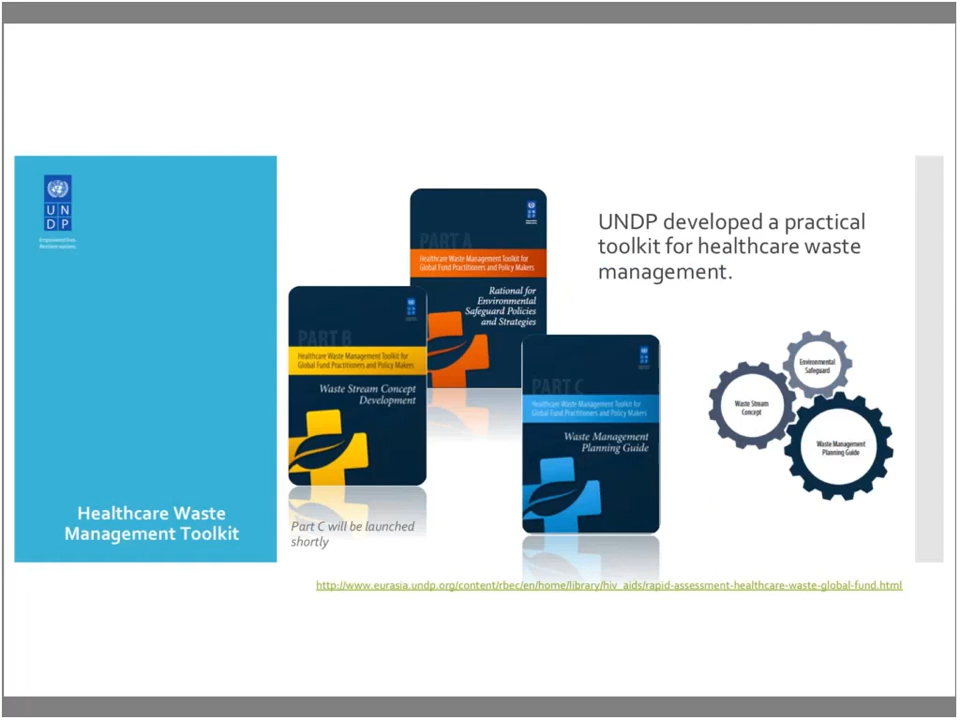 UN
DP
Empowered lives.
Resilient nations.
Healthcare Waste
Management Toolkit
PART A
Healthcare Waste Management Toolkit for
Global Fund Practitioners and Policy Makers
Rational for
Environmental
Safeguard Policies
and Strategies
PART B
Healthcare Waste Management Toolkit for
Global Fund Practitioners and Policy Makers
Waste Stream Concept
Development
PART C
Healthcare Waste Management Toolkit for
Global Fund Practitioners and Policy Makers
Waste Management
Planning Guide
Part C will be launched
shortly
UNDP developed a practical
toolkit for healthcare waste
management.
Environmental
Safeguard
Waste Stream
Concept
Waste Management
Planning Guide
http://www.eurasia.undp.org/content/rbec/en/home/library/hiv_aids/rapid-assessment-healthcare-waste-global-fund.html